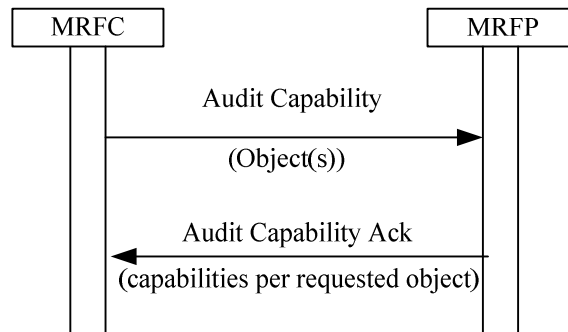 MRFC
MRFP
Audit Capability
(Object(s))
Audit Capability Ack
(capabilities per requested object)